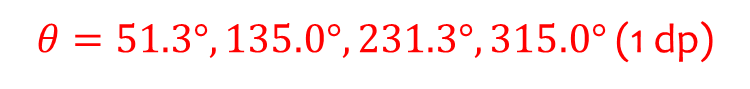 θ = 51.3°, 135.0°, 231.3°, 315.0° (1 dp)